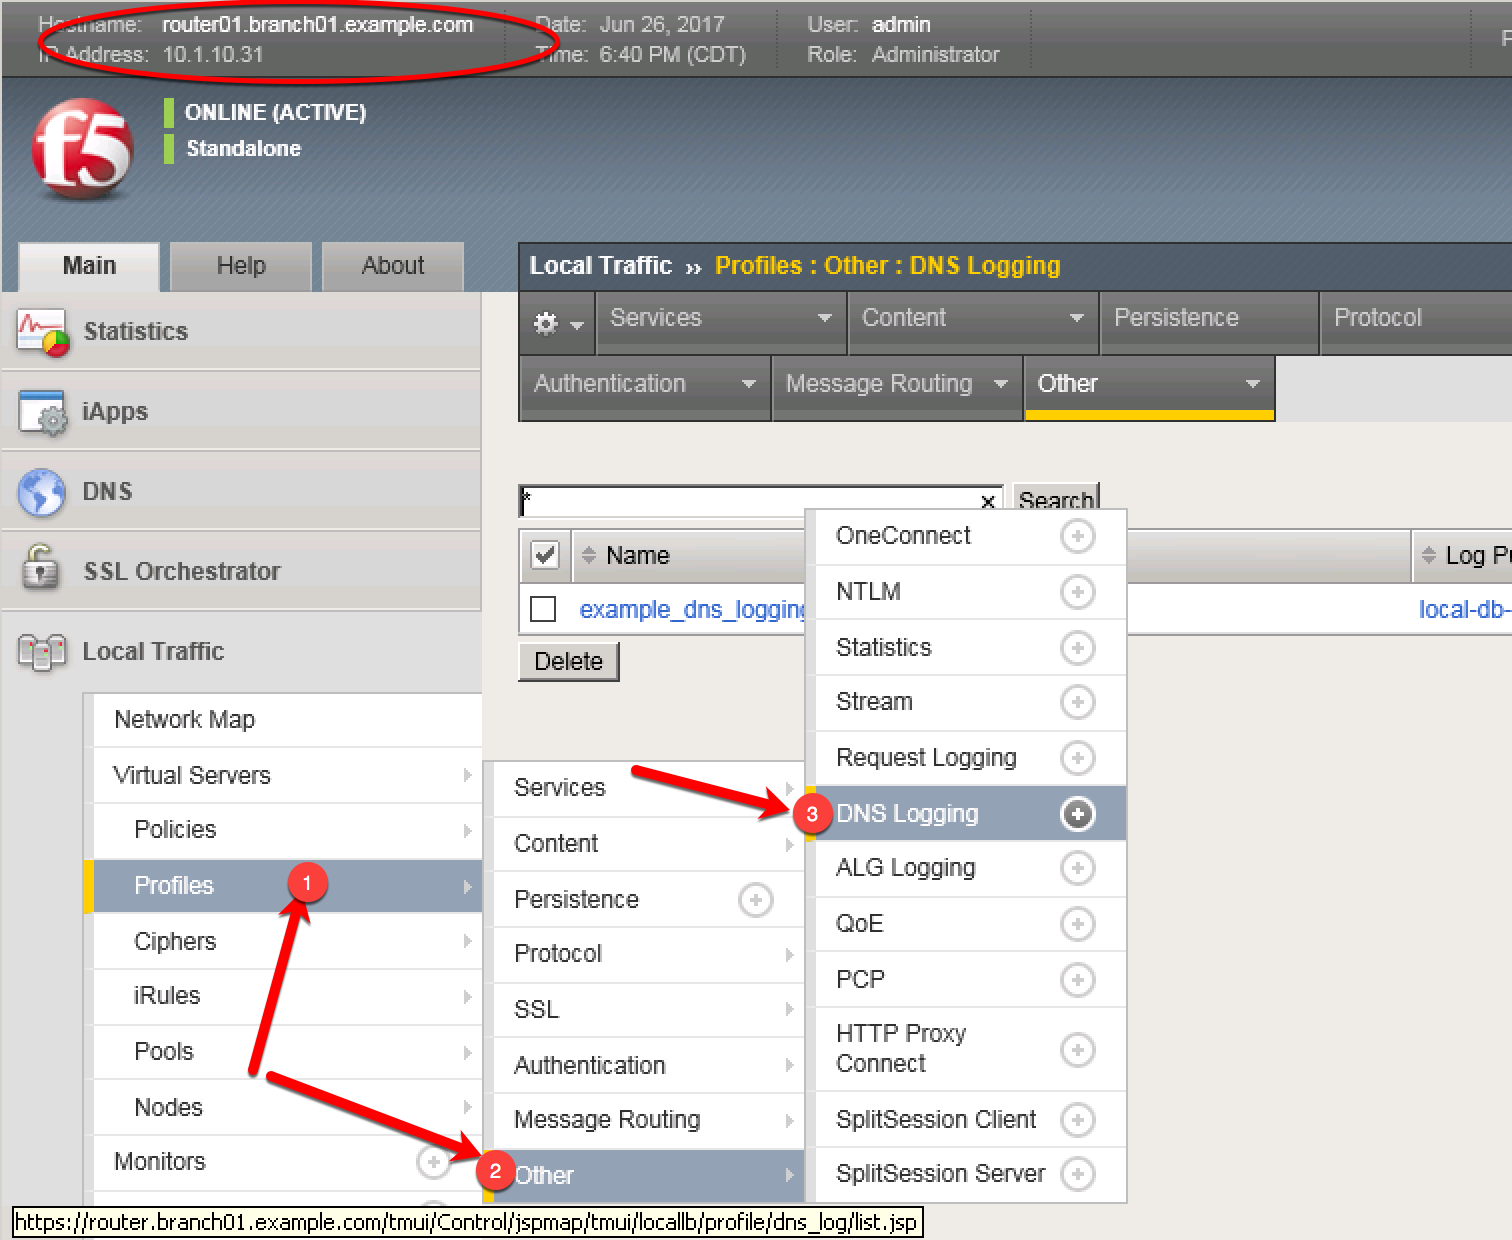 Hostname: router01.branch01.example.com Date: Jun 26, 2017 User: admin
IP Address: 10.1.10.31 Time: 6:40 PM (CDT) Role: Administrator
f5
ONLINE (ACTIVE)
Standalone
Main Help About
Local Traffic ›› Profiles : Other : DNS Logging
Services Content Persistence Protocol
Authentication Message Routing Other
Statistics
iApps
DNS
SSL Orchestrator
Local Traffic
Network Map
Virtual Servers
Policies
Profiles 1
Ciphers
iRules
Pools
Nodes
Monitors
* × Search
Name
example_dns_logging local-db-
Delete
Services
Content
Persistence
Protocol
SSL
Authentication
Message Routing
2 Other
OneConnect
NTLM
Statistics
Stream
Request Logging
3 DNS Logging
ALG Logging
QoE
PCP
HTTP Proxy
Connect
SplitSession Client
SplitSession Server
Log
https://router.branch01.example.com/tmui/Control/jspmap/tmui/locallb/profile/dns_log/list.jsp